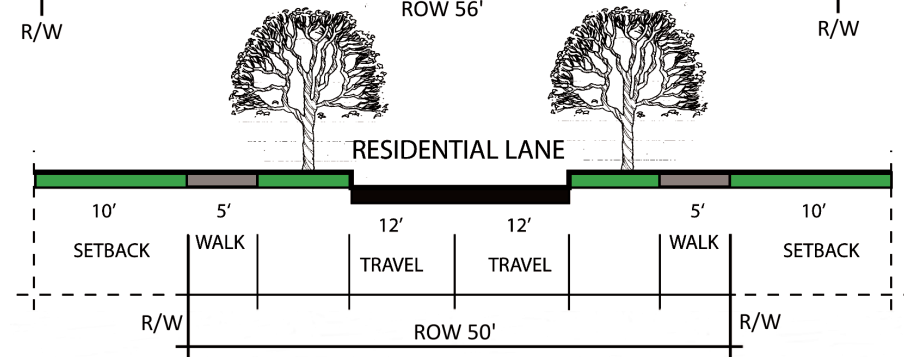 ROW 56'
R/W
R/W
RESIDENTIAL LANE
10'
5'
12'
12'
5'
10'
SETBACK
WALK
TRAVEL
TRAVEL
WALK
SETBACK
R/W
ROW 50'
R/W